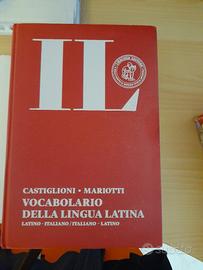 IL
CASTIGLIONI • MARIOTTI
VOCABOLARIO
DELLA LINGUA LATINA
LATINO - ITALIANO / ITALIANO - LATINO